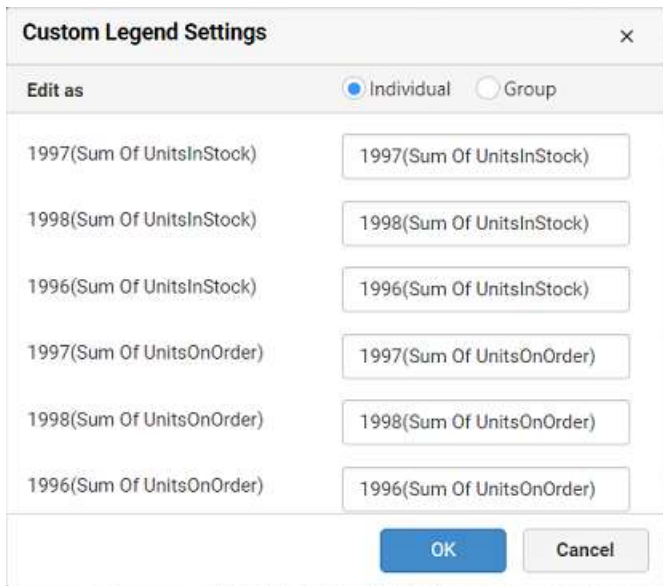 Custom Legend Settings ×
Edit as Individual Group
1997(Sum Of UnitsInStock) 1997(Sum Of UnitsInStock)
1998(Sum Of UnitsInStock) 1998(Sum Of UnitsInStock)
1996(Sum Of UnitsInStock) 1996(Sum Of UnitsInStock)
1997(Sum Of UnitsOnOrder) 1997(Sum Of UnitsOnOrder)
1998(Sum Of UnitsOnOrder) 1998(Sum Of UnitsOnOrder)
1996(Sum Of UnitsOnOrder) 1996(Sum Of UnitsOnOrder)
OK Cancel